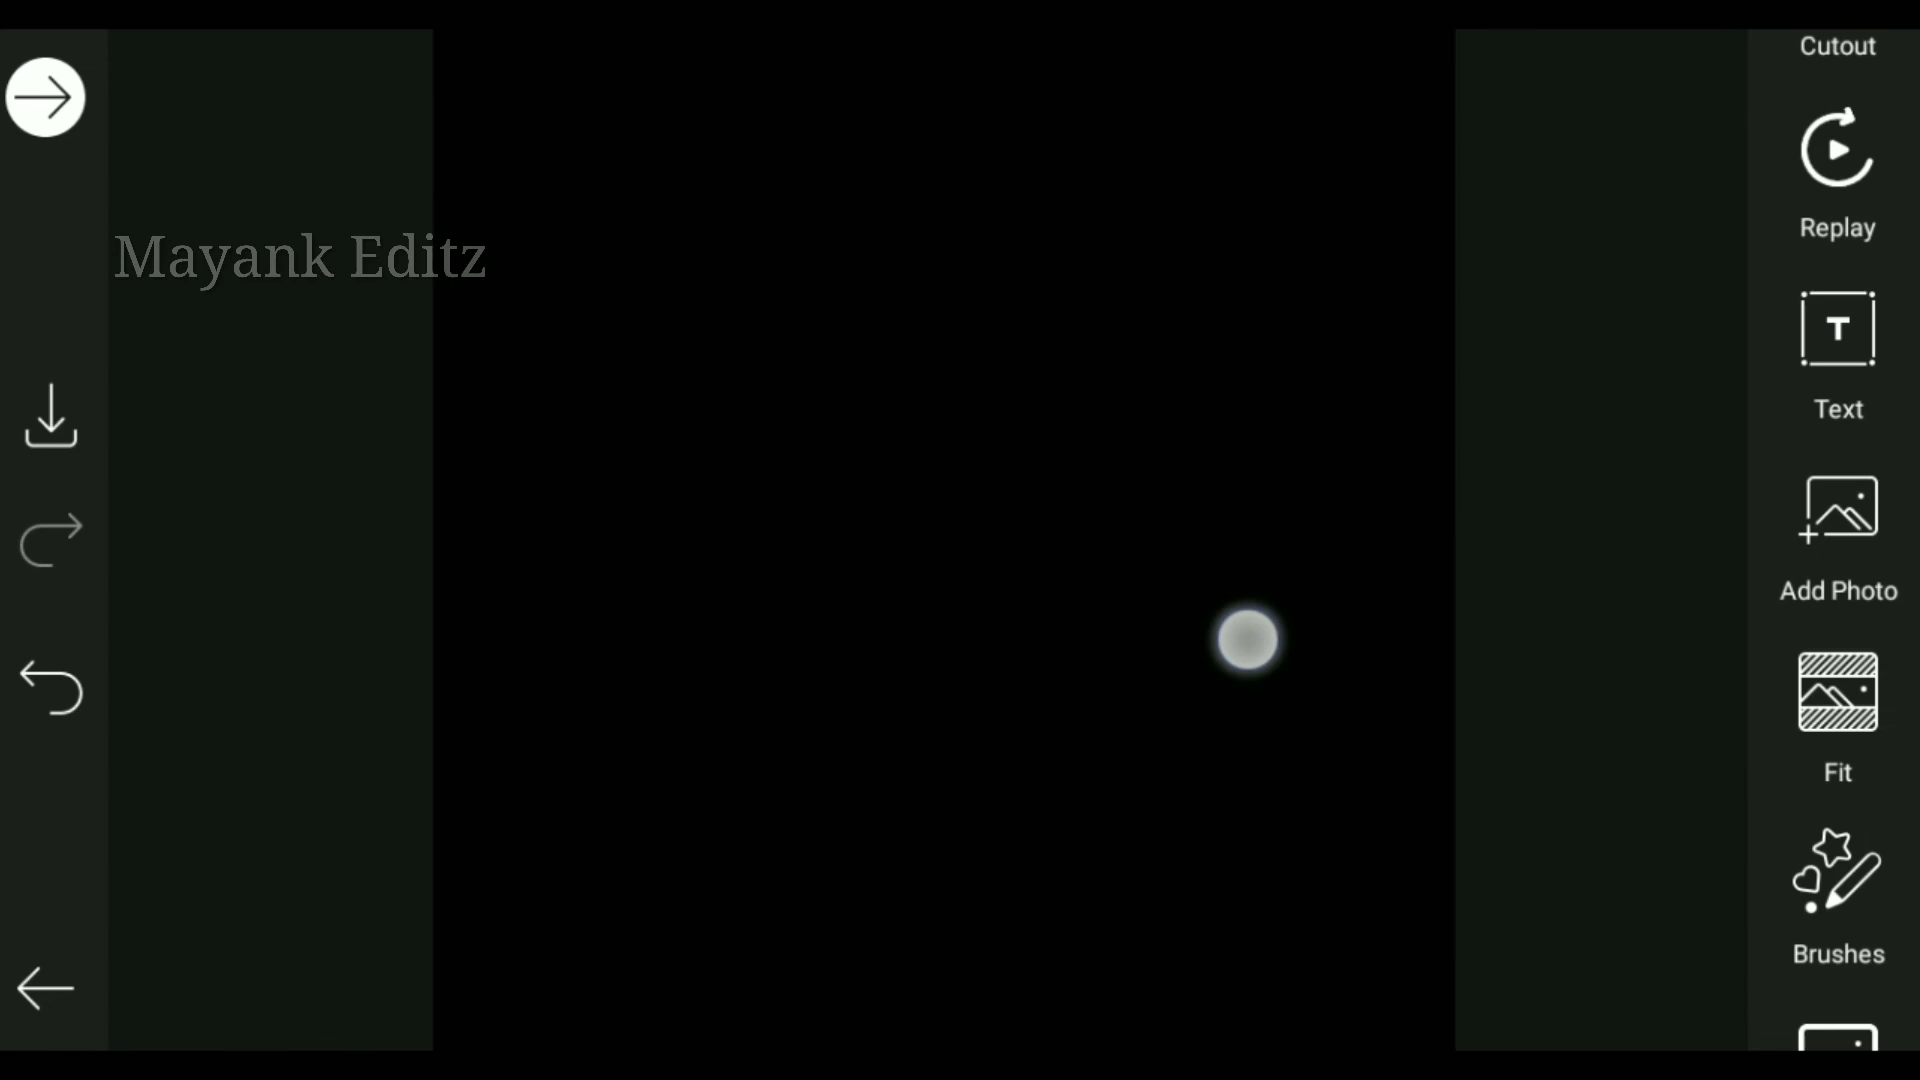 Cutout
Replay
Mayank Editz
T
Text
Add Photo
Fit
Brushes